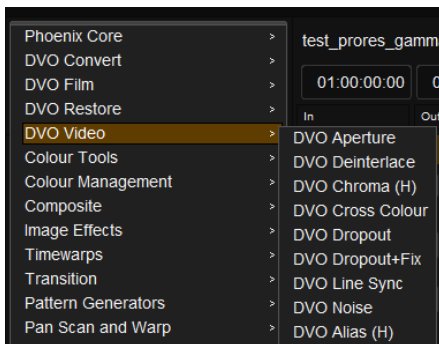 Phoenix Core >
DVO Convert >
DVO Film >
DVO Restore >
DVO Video >
Colour Tools >
Colour Management >
Composite >
Image Effects >
Timewarps >
Transition >
Pattern Generators >
Pan Scan and Warp >
test_prores_gamm
01:00:00:00 0
In Out
DVO Aperture
DVO Deinterlace
DVO Chroma (H)
DVO Cross Colour
DVO Dropout
DVO Dropout+Fix
DVO Line Sync
DVO Noise
DVO Alias (H)